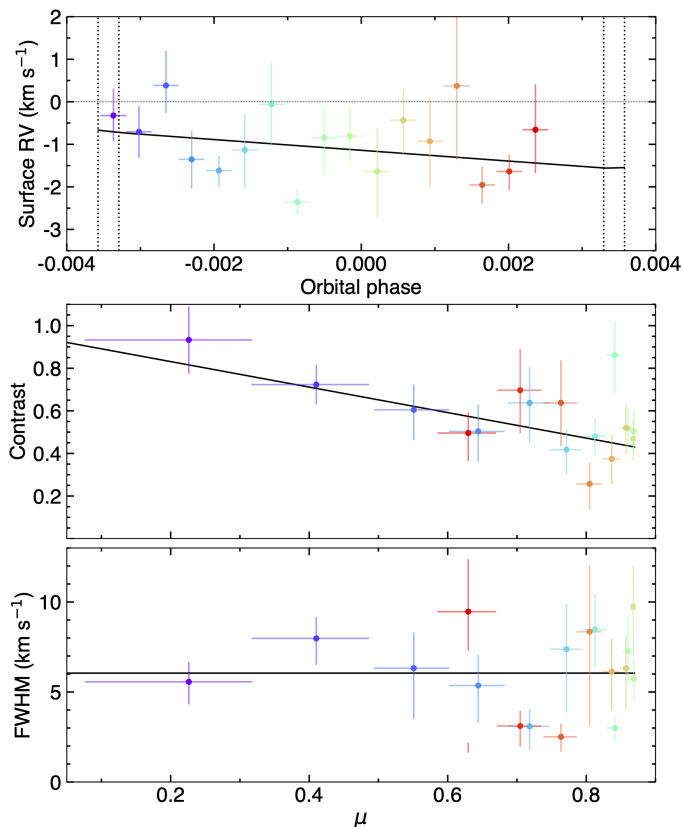 2
1
0
-1
-2
-3
Surface RV (km s⁻¹)
-0.004 -0.002 0.000 0.002 0.004
Orbital phase
1.0
0.8
0.6
0.4
0.2
Contrast
10
5
0
FWHM (km s⁻¹)
0.2 0.4 0.6 0.8
μ